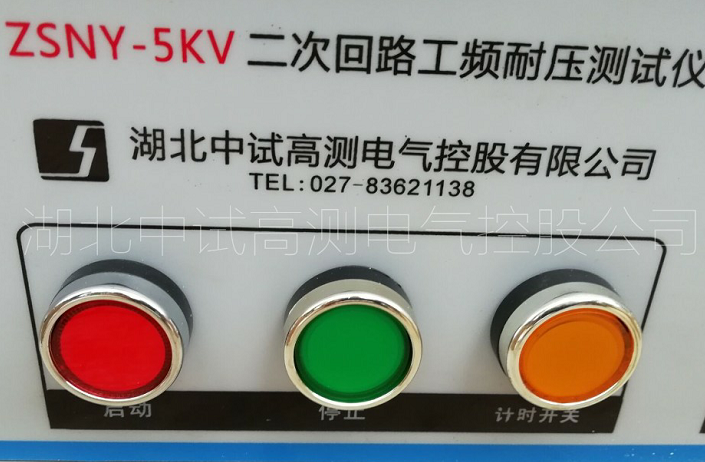 ZSNY-5KV 二次回路工频耐压测试仪
湖北中试高测电气控股有限公司
TEL:027-83621138
湖北中试高测电气控股公司
启动 停止 计时开关